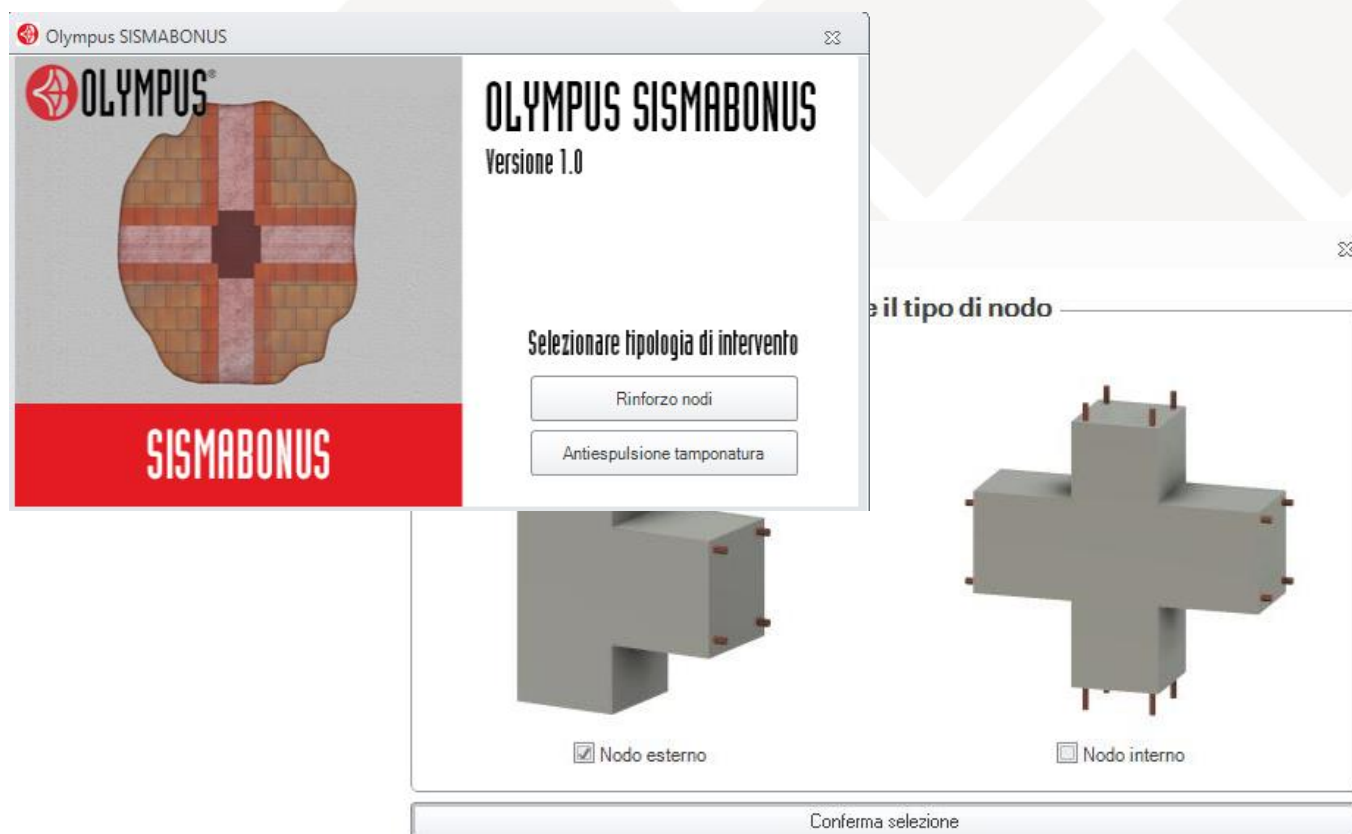 Olympus SISMABONUS
OLYMPUS®
OLYMPUS SISMABONUS
Versione 1.0
Selezionare tipologia di intervento
Rinforzo nodi
Antiespulsione tamponatura
SISMABONUS
il tipo di nodo
Nodo esterno
Nodo interno
Conferma selezione